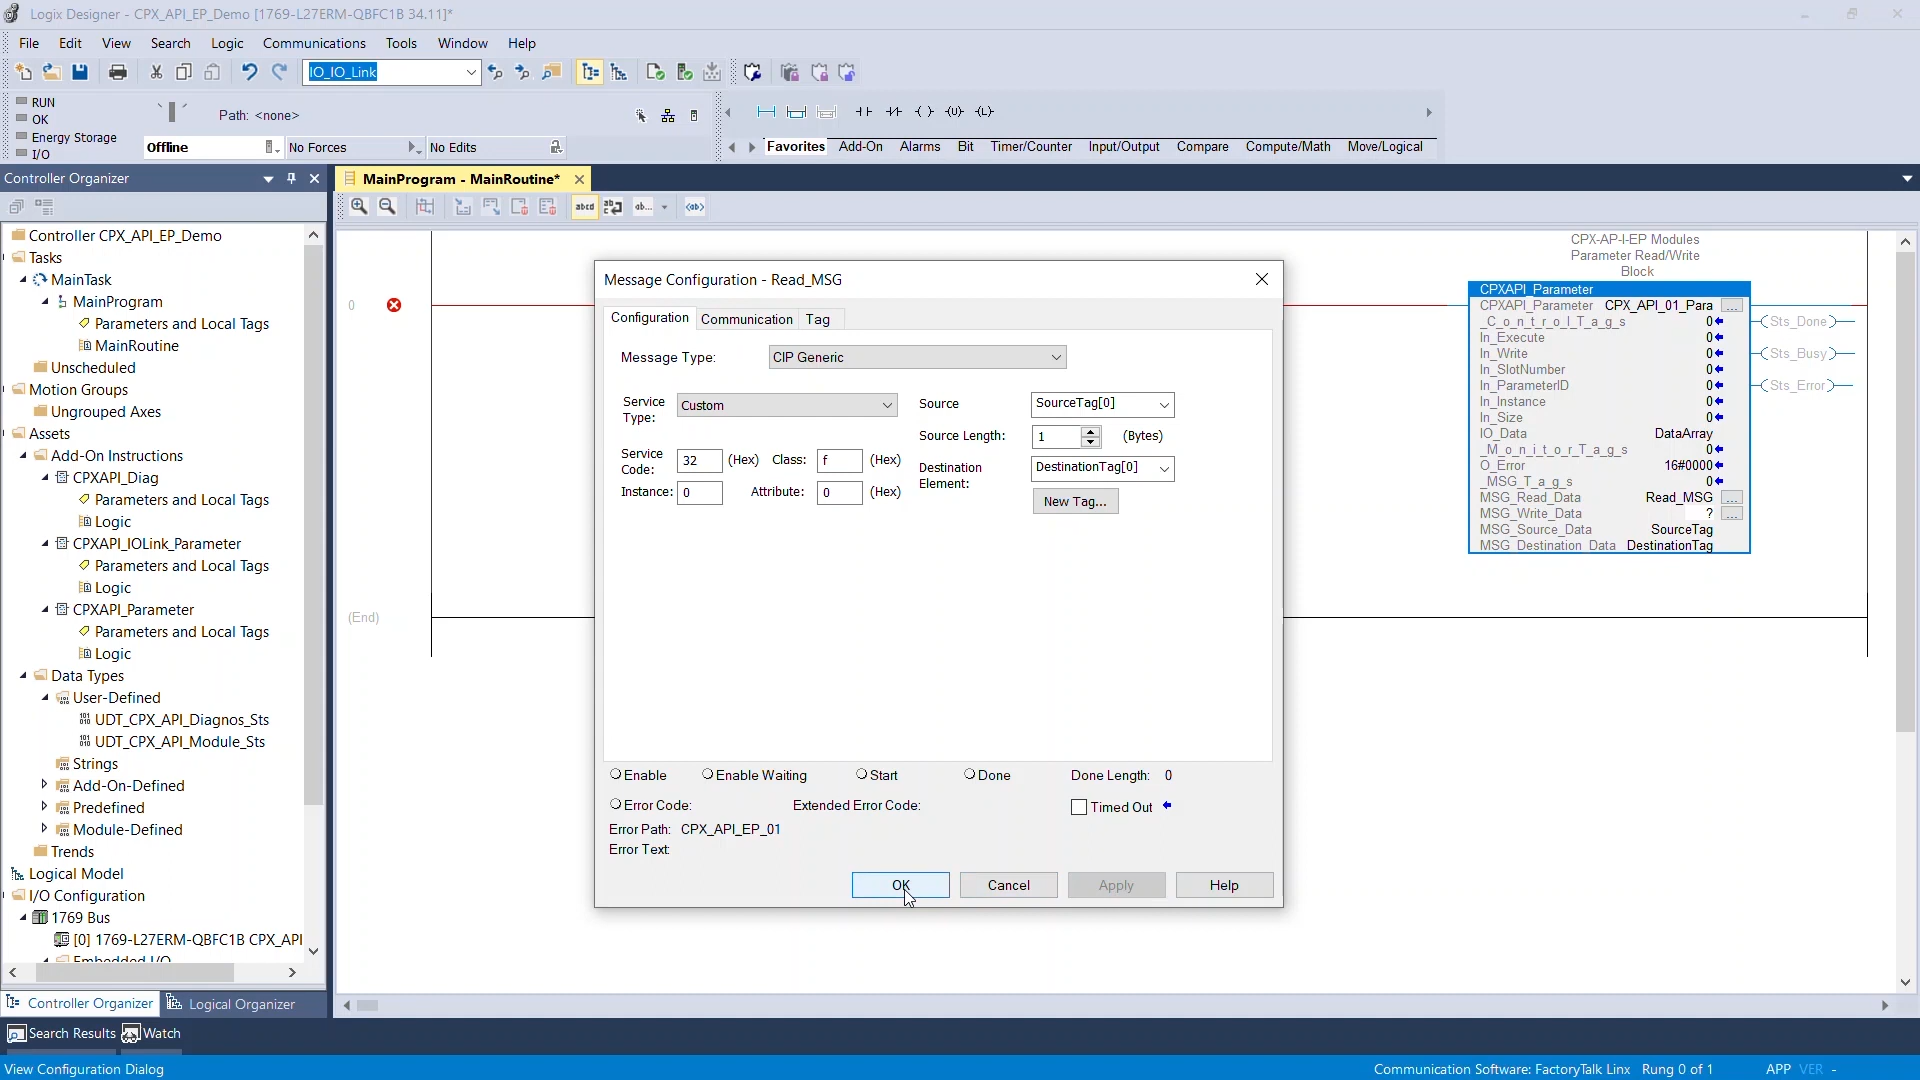 Logix Designer - CPX_API_EP_Demo [1769-L27ERM-QBFC1B 34.11]*
File Edit View Search Logic Communications Tools Window Help
IO_IO_Link
RUN
OK
Energy Storage
I/O
Path: <none>
Offline No Forces No Edits
Favorites Add-On Alarms Bit Timer/Counter Input/Output Compare Compute/Math Move/Logical
Controller Organizer
Controller CPX_API_EP_Demo
Tasks
MainTask
MainProgram
Parameters and Local Tags
MainRoutine
Unscheduled
Motion Groups
Ungrouped Axes
Assets
Add-On Instructions
CPXAPI_Diag
Parameters and Local Tags
Logic
CPXAPI_IOLink_Parameter
Parameters and Local Tags
Logic
CPXAPI_Parameter
Parameters and Local Tags
Logic
Data Types
User-Defined
UDT_CPX_API_Diagnos_Sts
UDT_CPX_API_Module_Sts
Strings
Add-On-Defined
Predefined
Module-Defined
Trends
Logical Model
I/O Configuration
1769 Bus
[0] 1769-L27ERM-QBFC1B CPX_API
Embedded I/O
Controller Organizer Logical Organizer
MainProgram - MainRoutine*
abcd ab...
0
(End)
Message Configuration - Read_MSG
Configuration Communication Tag
Message Type: CIP Generic
Service Type: Custom
Service Code: 32 (Hex) Class: f (Hex)
Instance: 0 Attribute: 0 (Hex)
Source SourceTag[0]
Source Length: 1 (Bytes)
Destination Element: DestinationTag[0]
New Tag...
Enable Enable Waiting Start Done Done Length: 0
Error Code: Extended Error Code: Timed Out
Error Path: CPX_API_EP_01
Error Text:
OK Cancel Apply Help
CPX-AP-I-EP Modules
Parameter Read/Write
Block
CPXAPI_Parameter
CPXAPI_Parameter CPX_API_01_Para ...
_C_o_n_t_r_o_l_T_a_g_s 0
In_Execute 0
In_Write 0
In_SlotNumber 0
In_ParameterID 0
In_Instance 0
In_Size 0
IO_Data DataArray
_M_o_n_i_t_o_r_T_a_g_s 0
O_Error 16#0000
_MSG_T_a_g_s 0
MSG_Read_Data Read_MSG ...
MSG_Write_Data ? ...
MSG_Source_Data SourceTag
MSG_Destination_Data DestinationTag
Sts_Done
Sts_Busy
Sts_Error
Search Results Watch
View Configuration Dialog
Communication Software: FactoryTalk Linx Rung 0 of 1 APP VER -